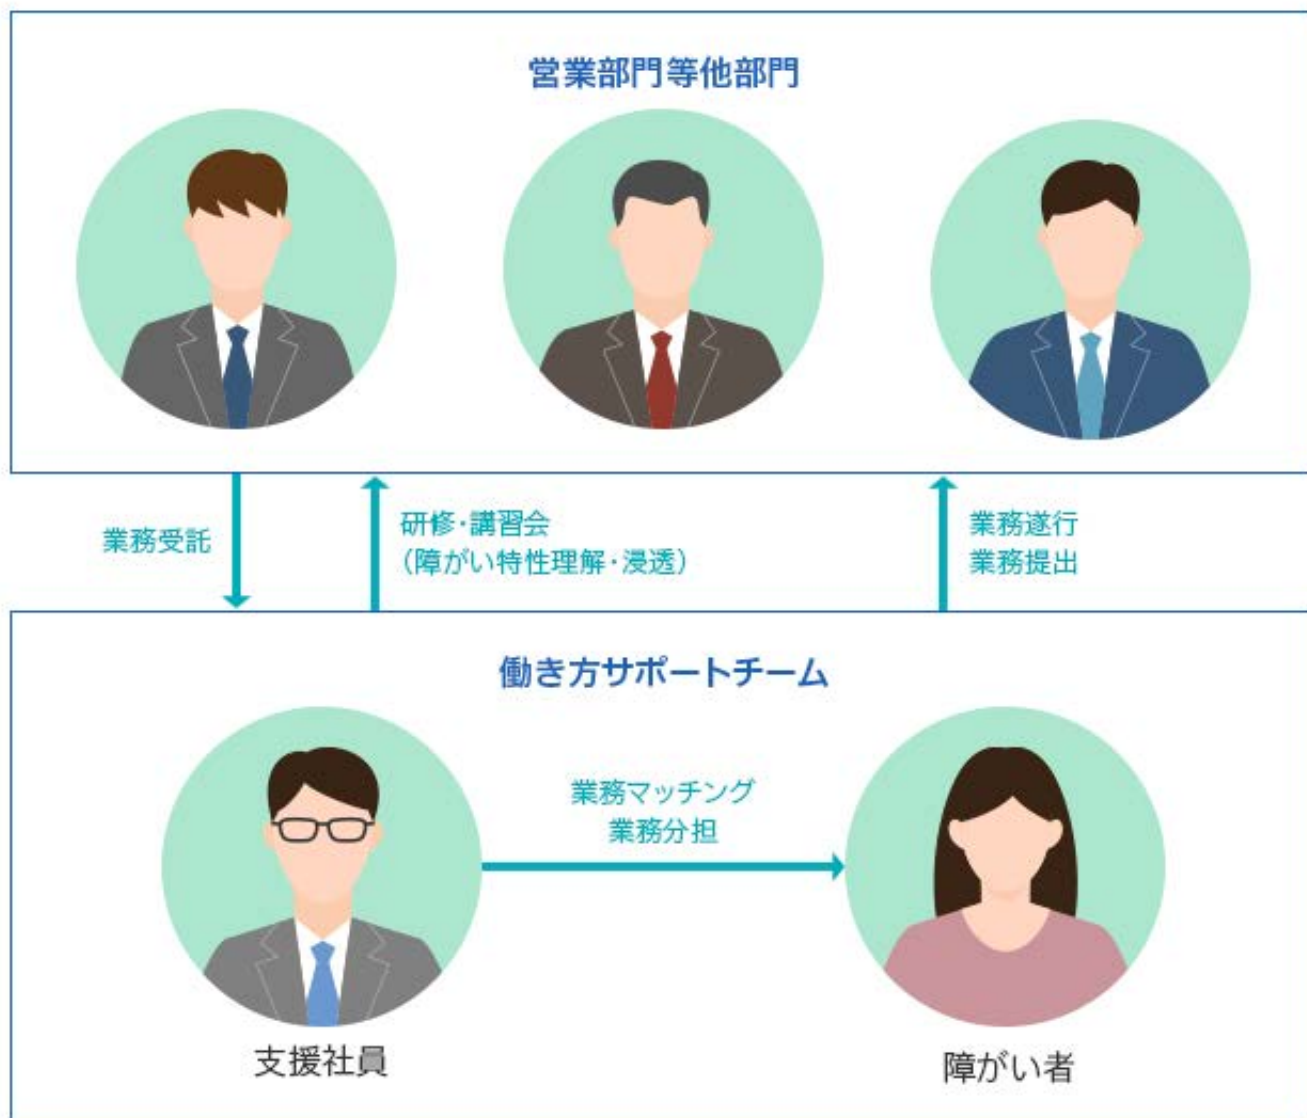 営業部門等他部門
業務受託
研修・講習会
（障がい特性理解・浸透）
業務遂行
業務提出
働き方サポートチーム
業務マッチング
業務分担
支援社員
障がい者